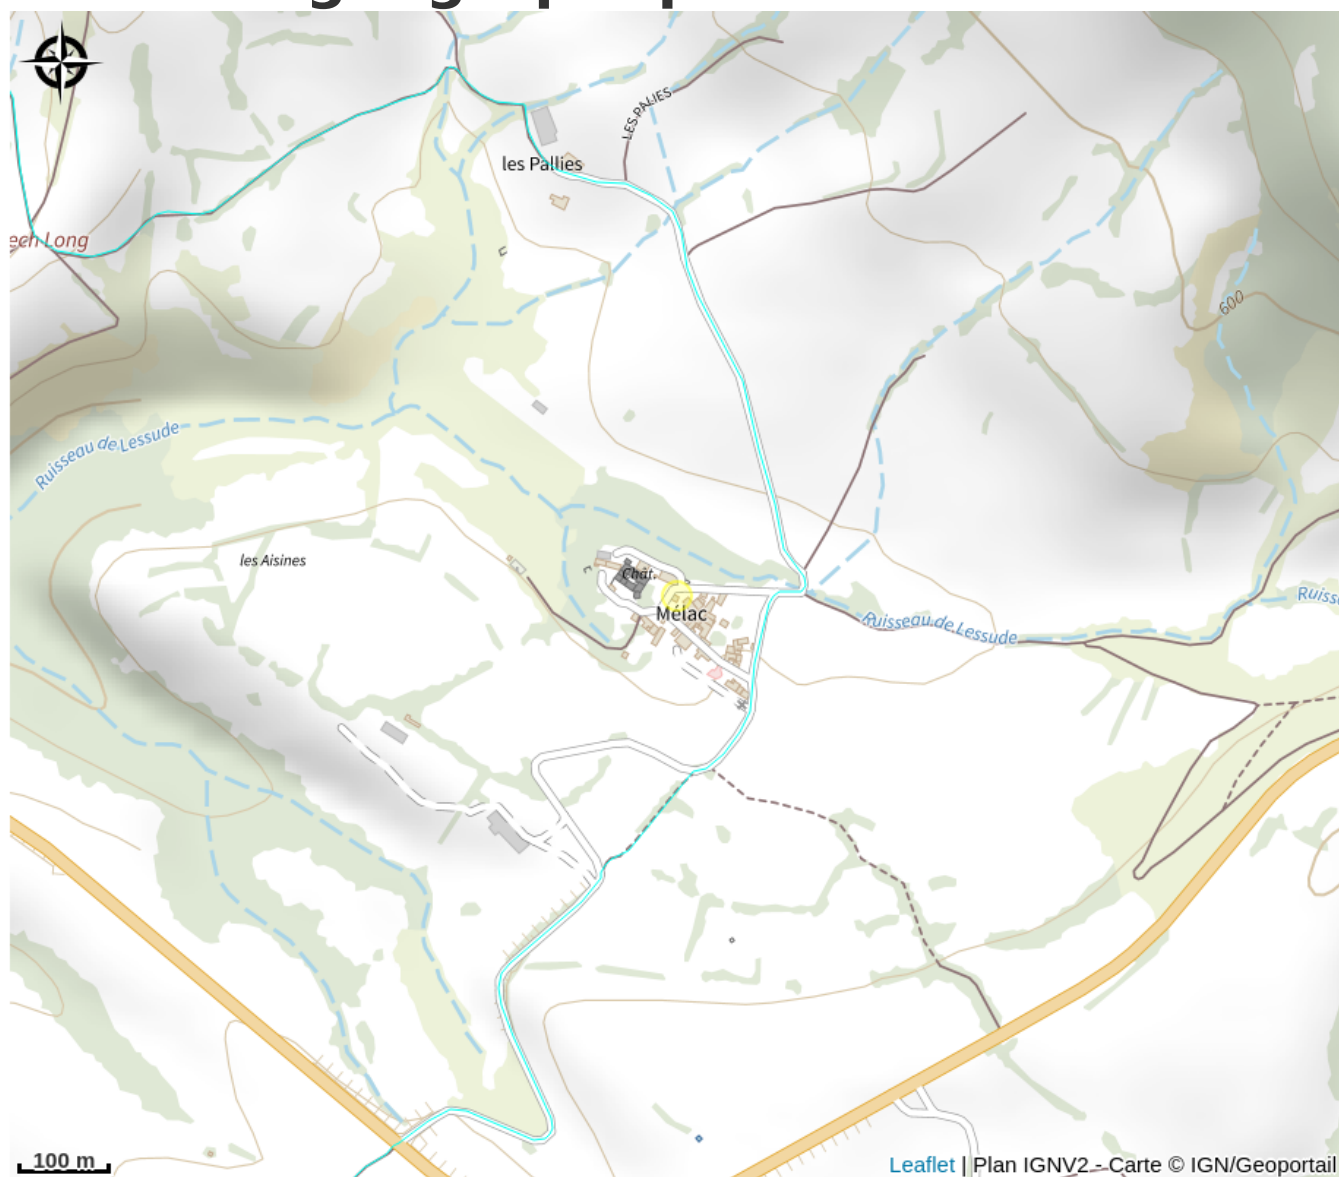 LES PALIES
les Pallies
ech Long
600
Ruisseau de Lessude
les Aisines
Chât.
Mélac
Ruisseau de Lessude
Ruiss
100 m
Leaflet | Plan IGNV2 - Carte © IGN/Geoportail